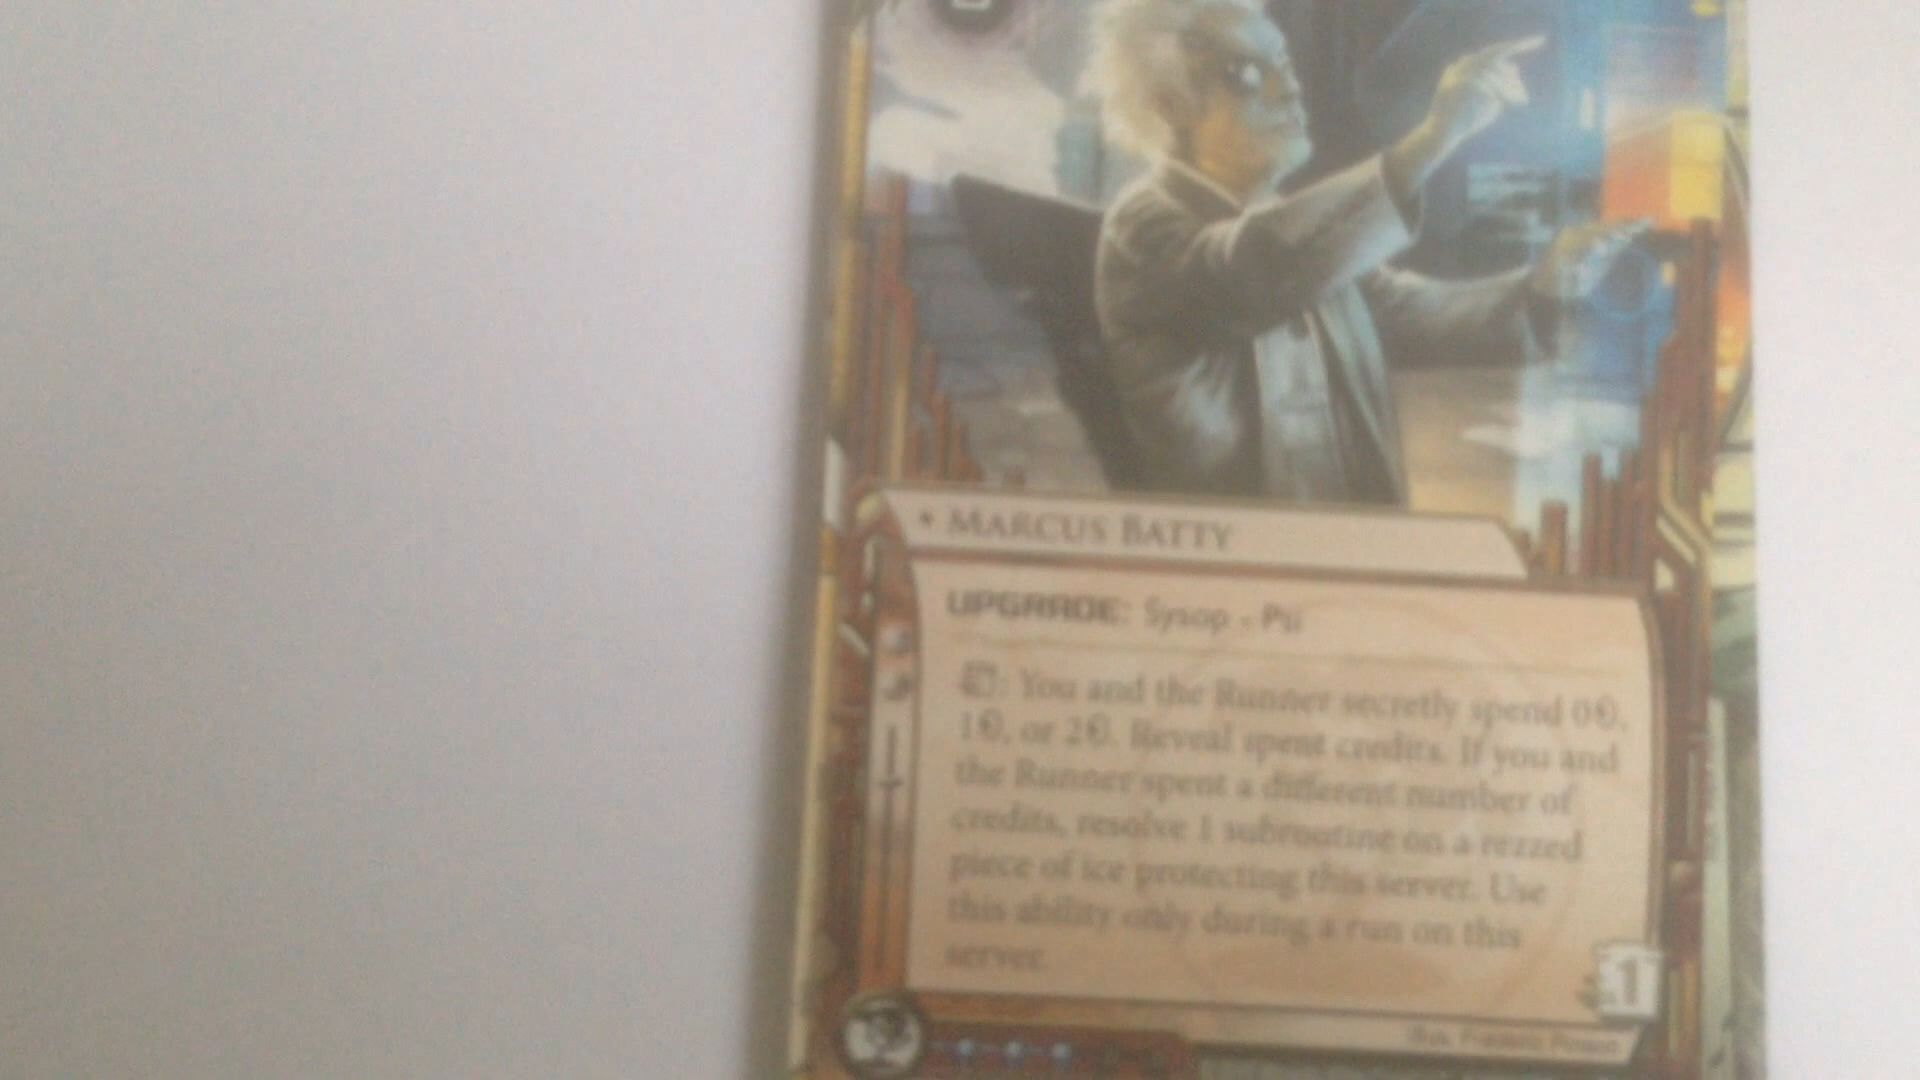 MARCUS BATTY
UPGRADE: Sysop - Psi
: You and the Runner secretly spend 0,
1, or 2. Reveal spent credits. If you and
the Runner spent a different number of
credits, resolve 1 subroutine on a rezzed
piece of ice protecting this server. Use
this ability only during a run on this
server.
1
Illus.